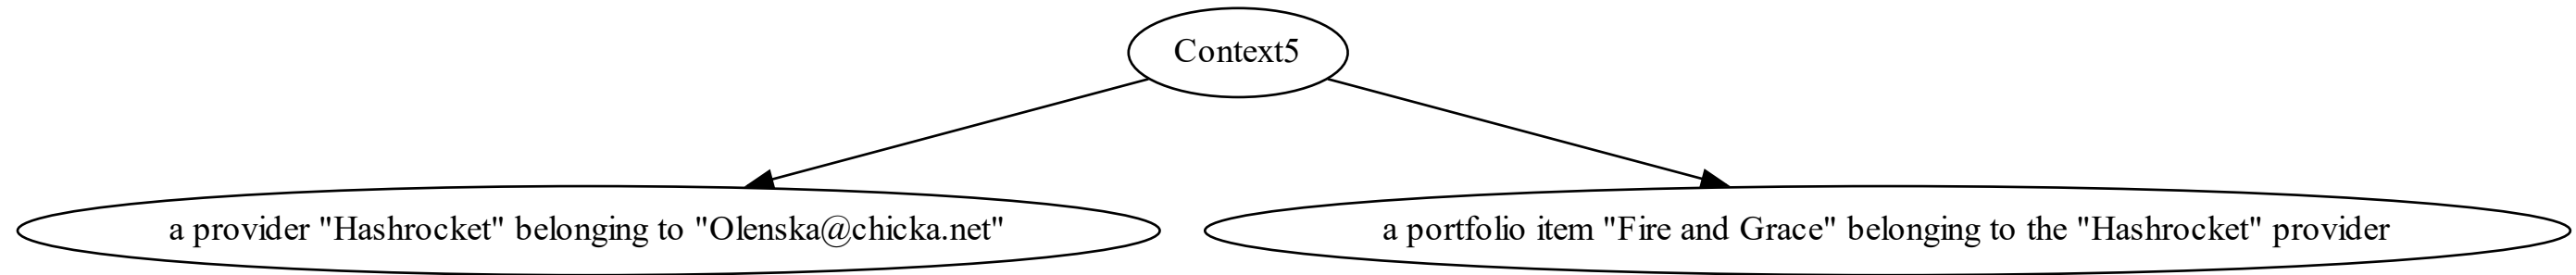 Context5
a provider "Hashrocket" belonging to "Olenska@chicka.net"
a portfolio item "Fire and Grace" belonging to the "Hashrocket" provider